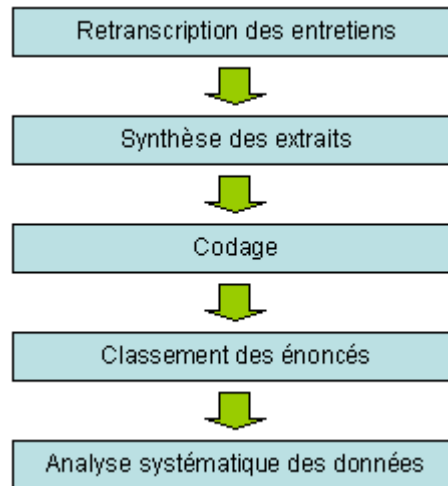 Retranscription des entretiens
Synthèse des extraits
Codage
Classement des énoncés
Analyse systématique des données